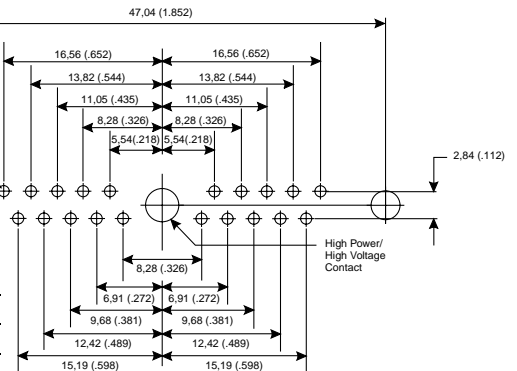 47,04 (1.852)
16,56 (.652) 16,56 (.652)
13,82 (.544) 13,82 (.544)
11,05 (.435) 11,05 (.435)
8,28 (.326) 8,28 (.326)
5,54(.218) 5,54(.218)
2,84 (.112)
High Power/
High Voltage
Contact
8,28 (.326)
6,91 (.272) 6,91 (.272)
9,68 (.381) 9,68 (.381)
12,42 (.489) 12,42 (.489)
15,19 (.598) 15,19 (.598)